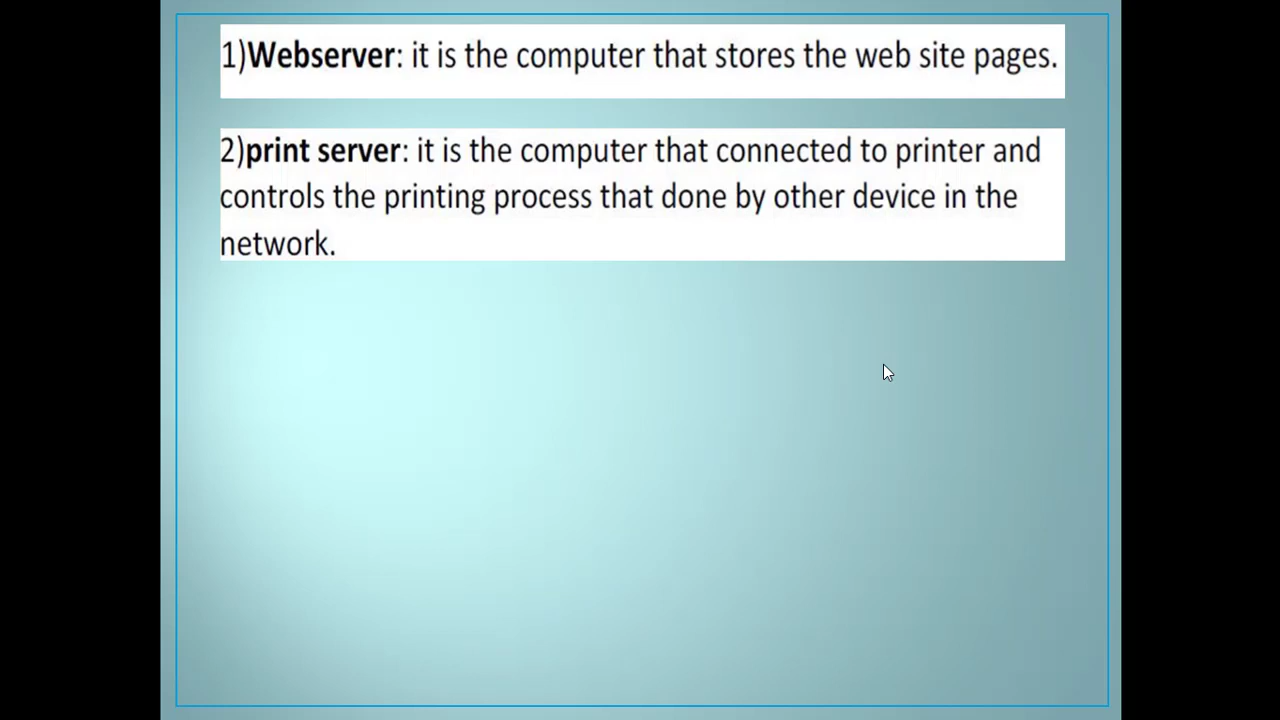 1)Webserver: it is the computer that stores the web site pages.
2)print server: it is the computer that connected to printer and
controls the printing process that done by other device in the
network.